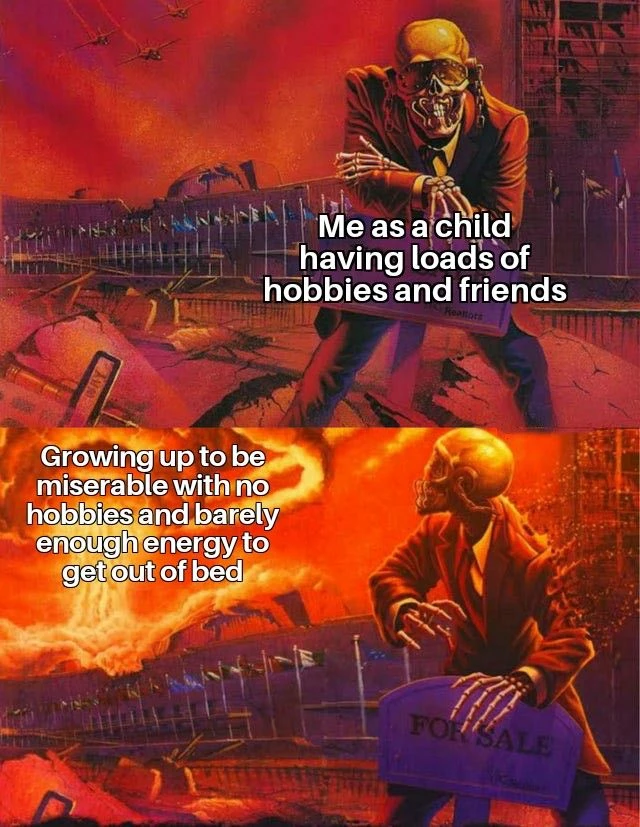 Me as a child
having loads of
hobbies and friends
Realtors
Growing up to be
miserable with no
hobbies and barely
enough energy to
get out of bed
FOR SALE